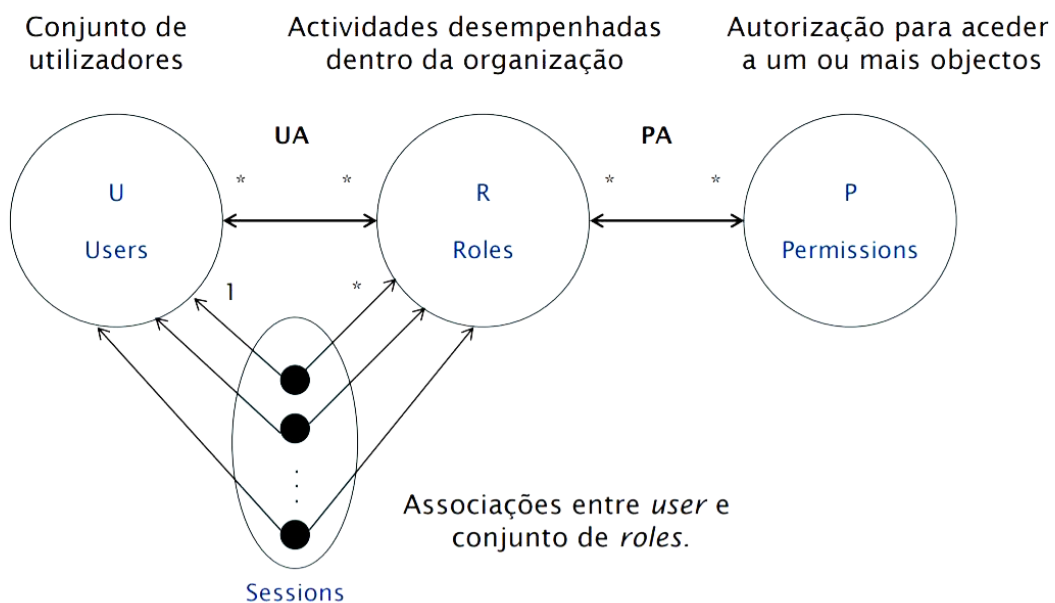 Conjunto de
utilizadores
Actividades desempenhadas
dentro da organização
Autorização para aceder
a um ou mais objectos
UA
PA
* *
* *
U
Users
R
Roles
P
Permissions
1 *
Associações entre user e
conjunto de roles.
Sessions